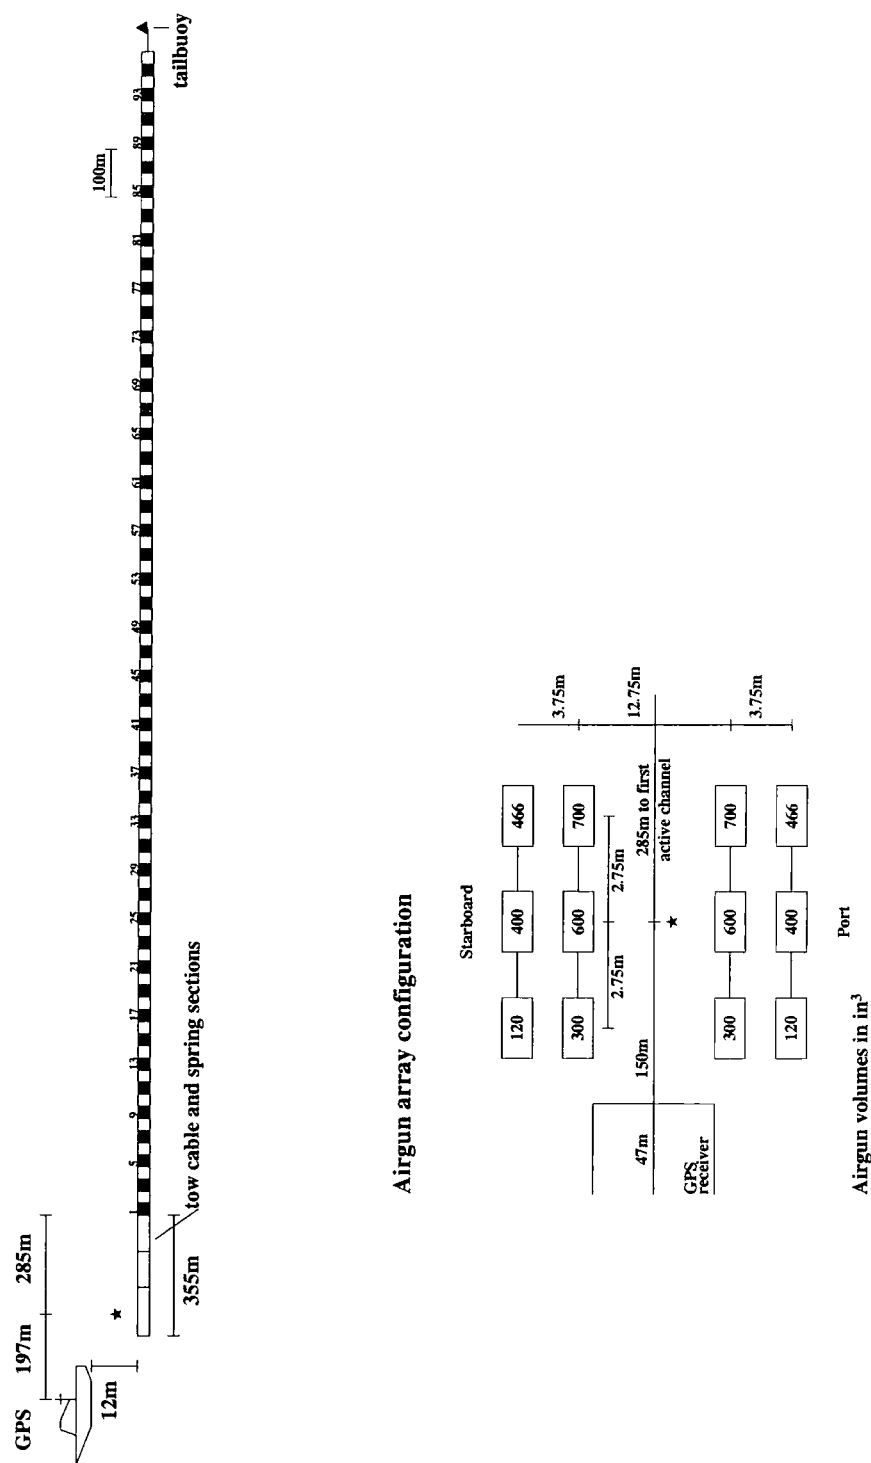 GPS
197m
285m
12m
355m
tow cable and spring sections
1
5
9
13
17
21
25
29
33
37
41
45
49
53
57
61
65
69
73
77
81
85
89
93
100m
tailbuoy
Airgun array configuration
Starboard
120
400
466
300
600
700
2.75m
2.75m
47m
150m
285m to first
active channel
GPS
receiver
300
600
700
120
400
466
3.75m
12.75m
3.75m
Port
Airgun volumes in in³